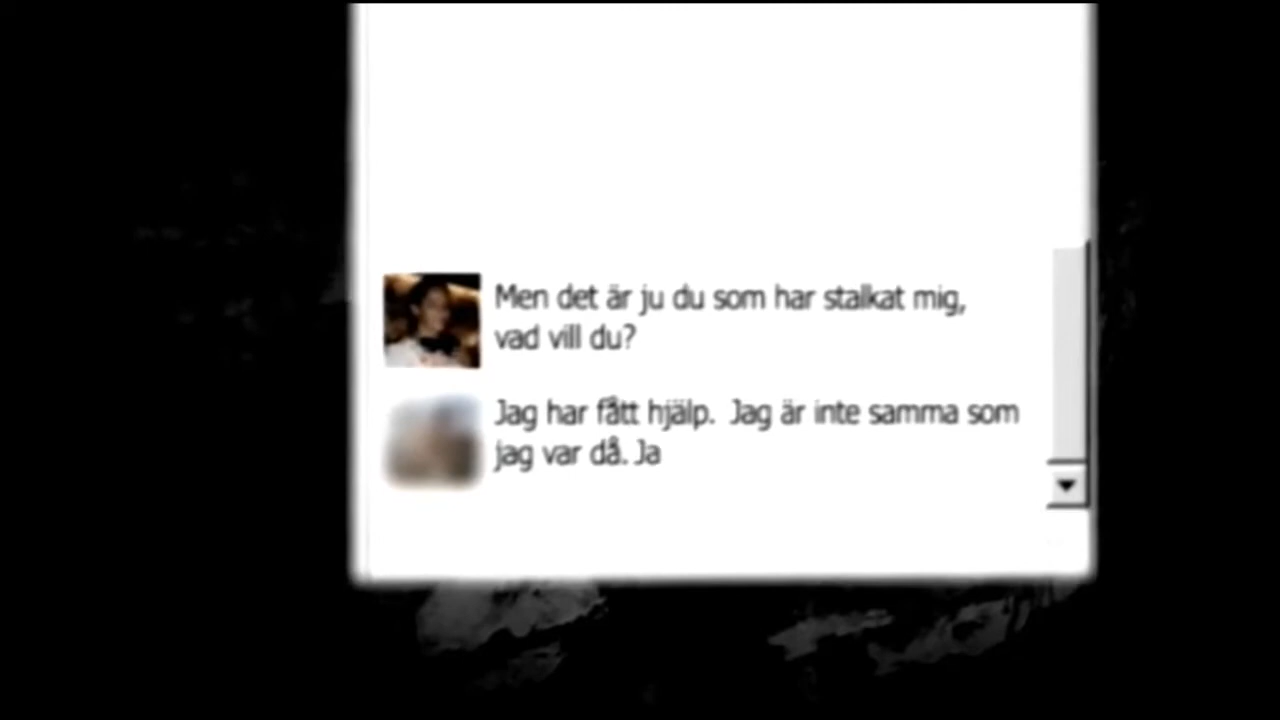 Men det är ju du som har stalkat mig,
vad vill du?
Jag har fått hjälp. Jag är inte samma som
jag var då. Ja